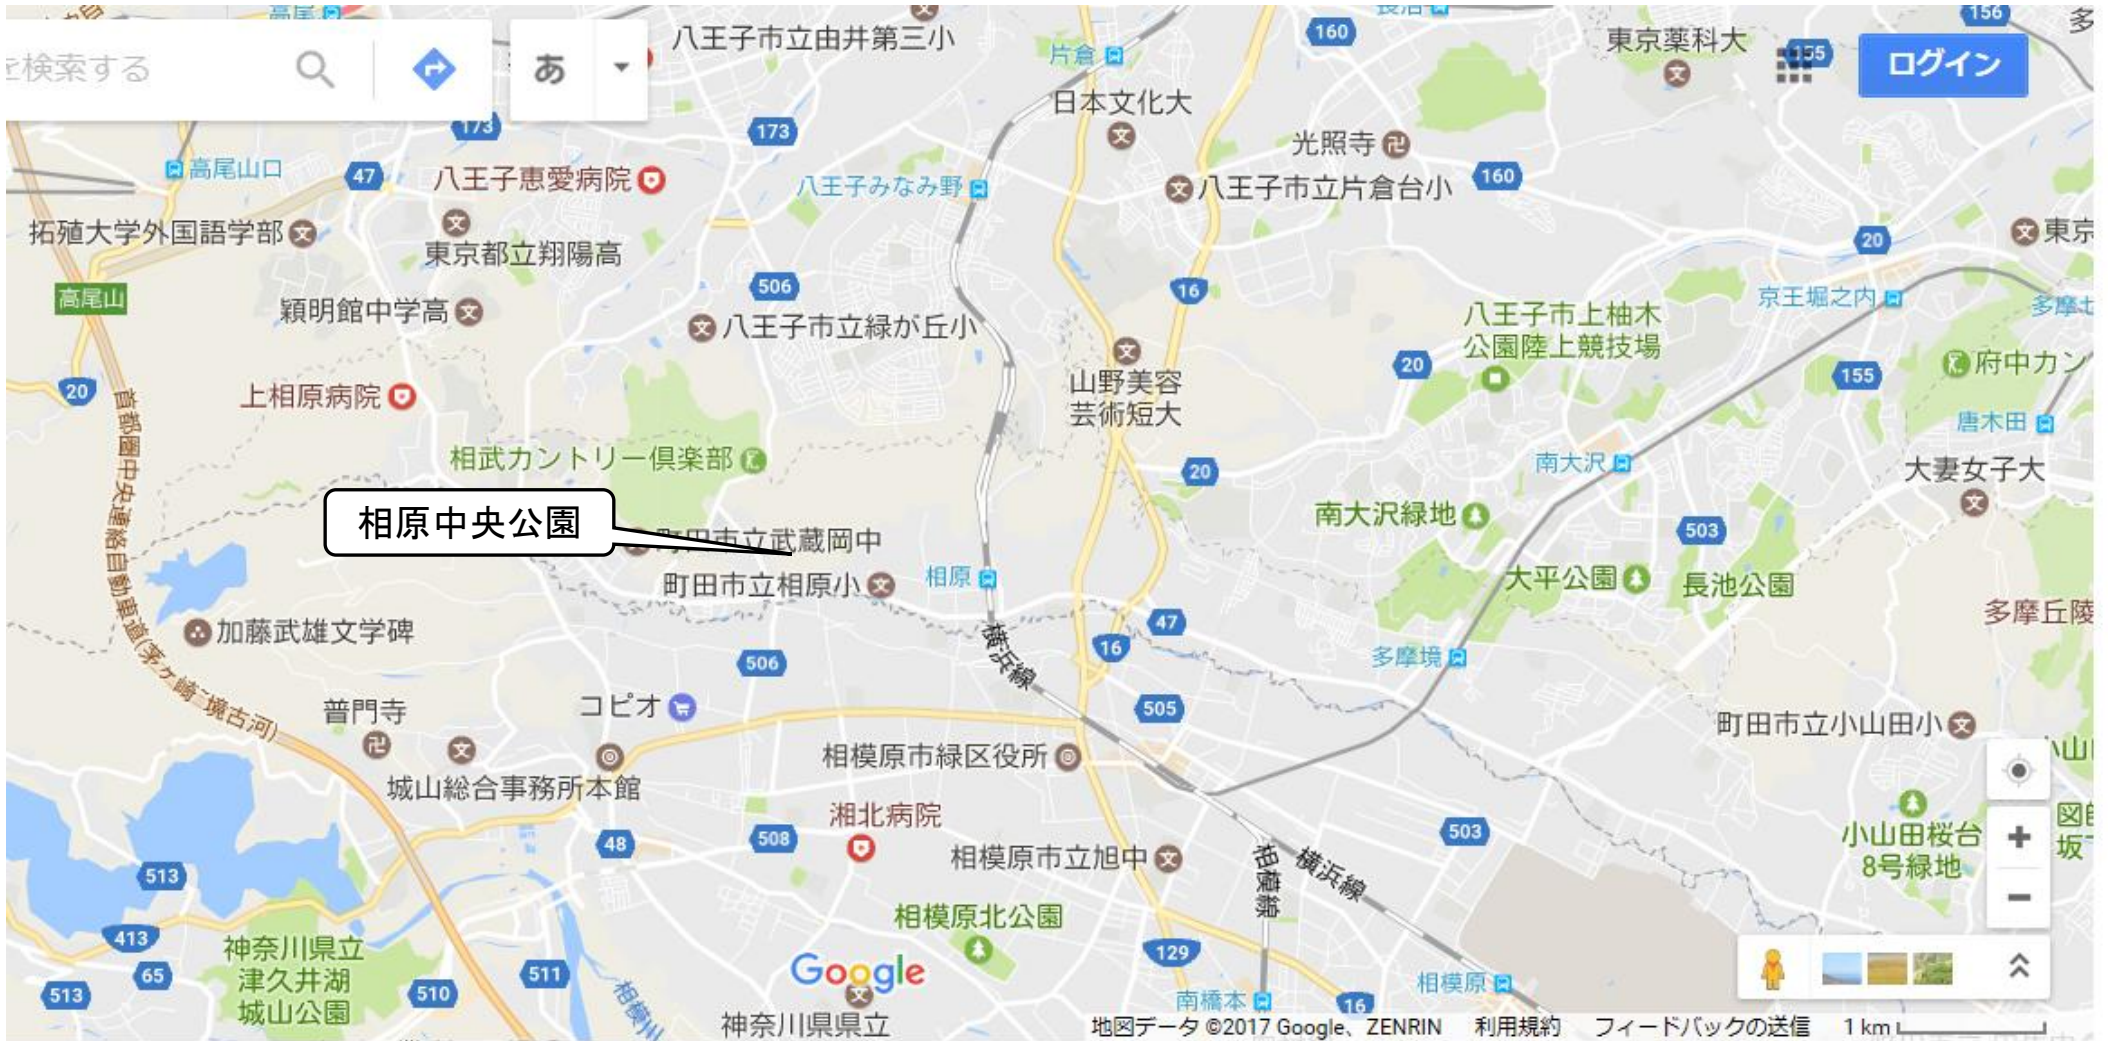 高尾
八王子市立由井第三小
160
156
多
を検索する
あ
片倉
東京薬科大
155
ログイン
日本文化大
173
173
光照寺
高尾山口
47
八王子恵愛病院
八王子みなみ野
八王子市立片倉台小
160
拓殖大学外国語学部
東京都立翔陽高
20
東京
高尾山
506
16
京王堀之内
穎明館中学高
八王子市立緑が丘小
八王子市上柚木
公園陸上競技場
20
上相原病院
山野美容
芸術短大
20
155
府中カン
首都圏中央連絡自動車道(茅ヶ崎-境古河)
唐木田
相武カントリー倶楽部
20
南大沢
大妻女子大
相原中央公園
南大沢緑地
503
町田市立武蔵岡中
町田市立相原小
相原
大平公園
長池公園
加藤武雄文学碑
47
多摩丘陵
横浜線
16
506
多摩境
普門寺
コピオ
505
町田市立小山田小
相模原市緑区役所
城山総合事務所本館
湘北病院
48
508
相模原市立旭中
503
小山田桜台
8号緑地
相模線
横浜線
513
相模原北公園
413
神奈川県立
津久井湖
城山公園
65
513
510
511
相模川
Google
129
相模原
南橋本
16
神奈川県県立
地図データ ©2017 Google、ZENRIN
利用規約
フィードバックの送信
1 km